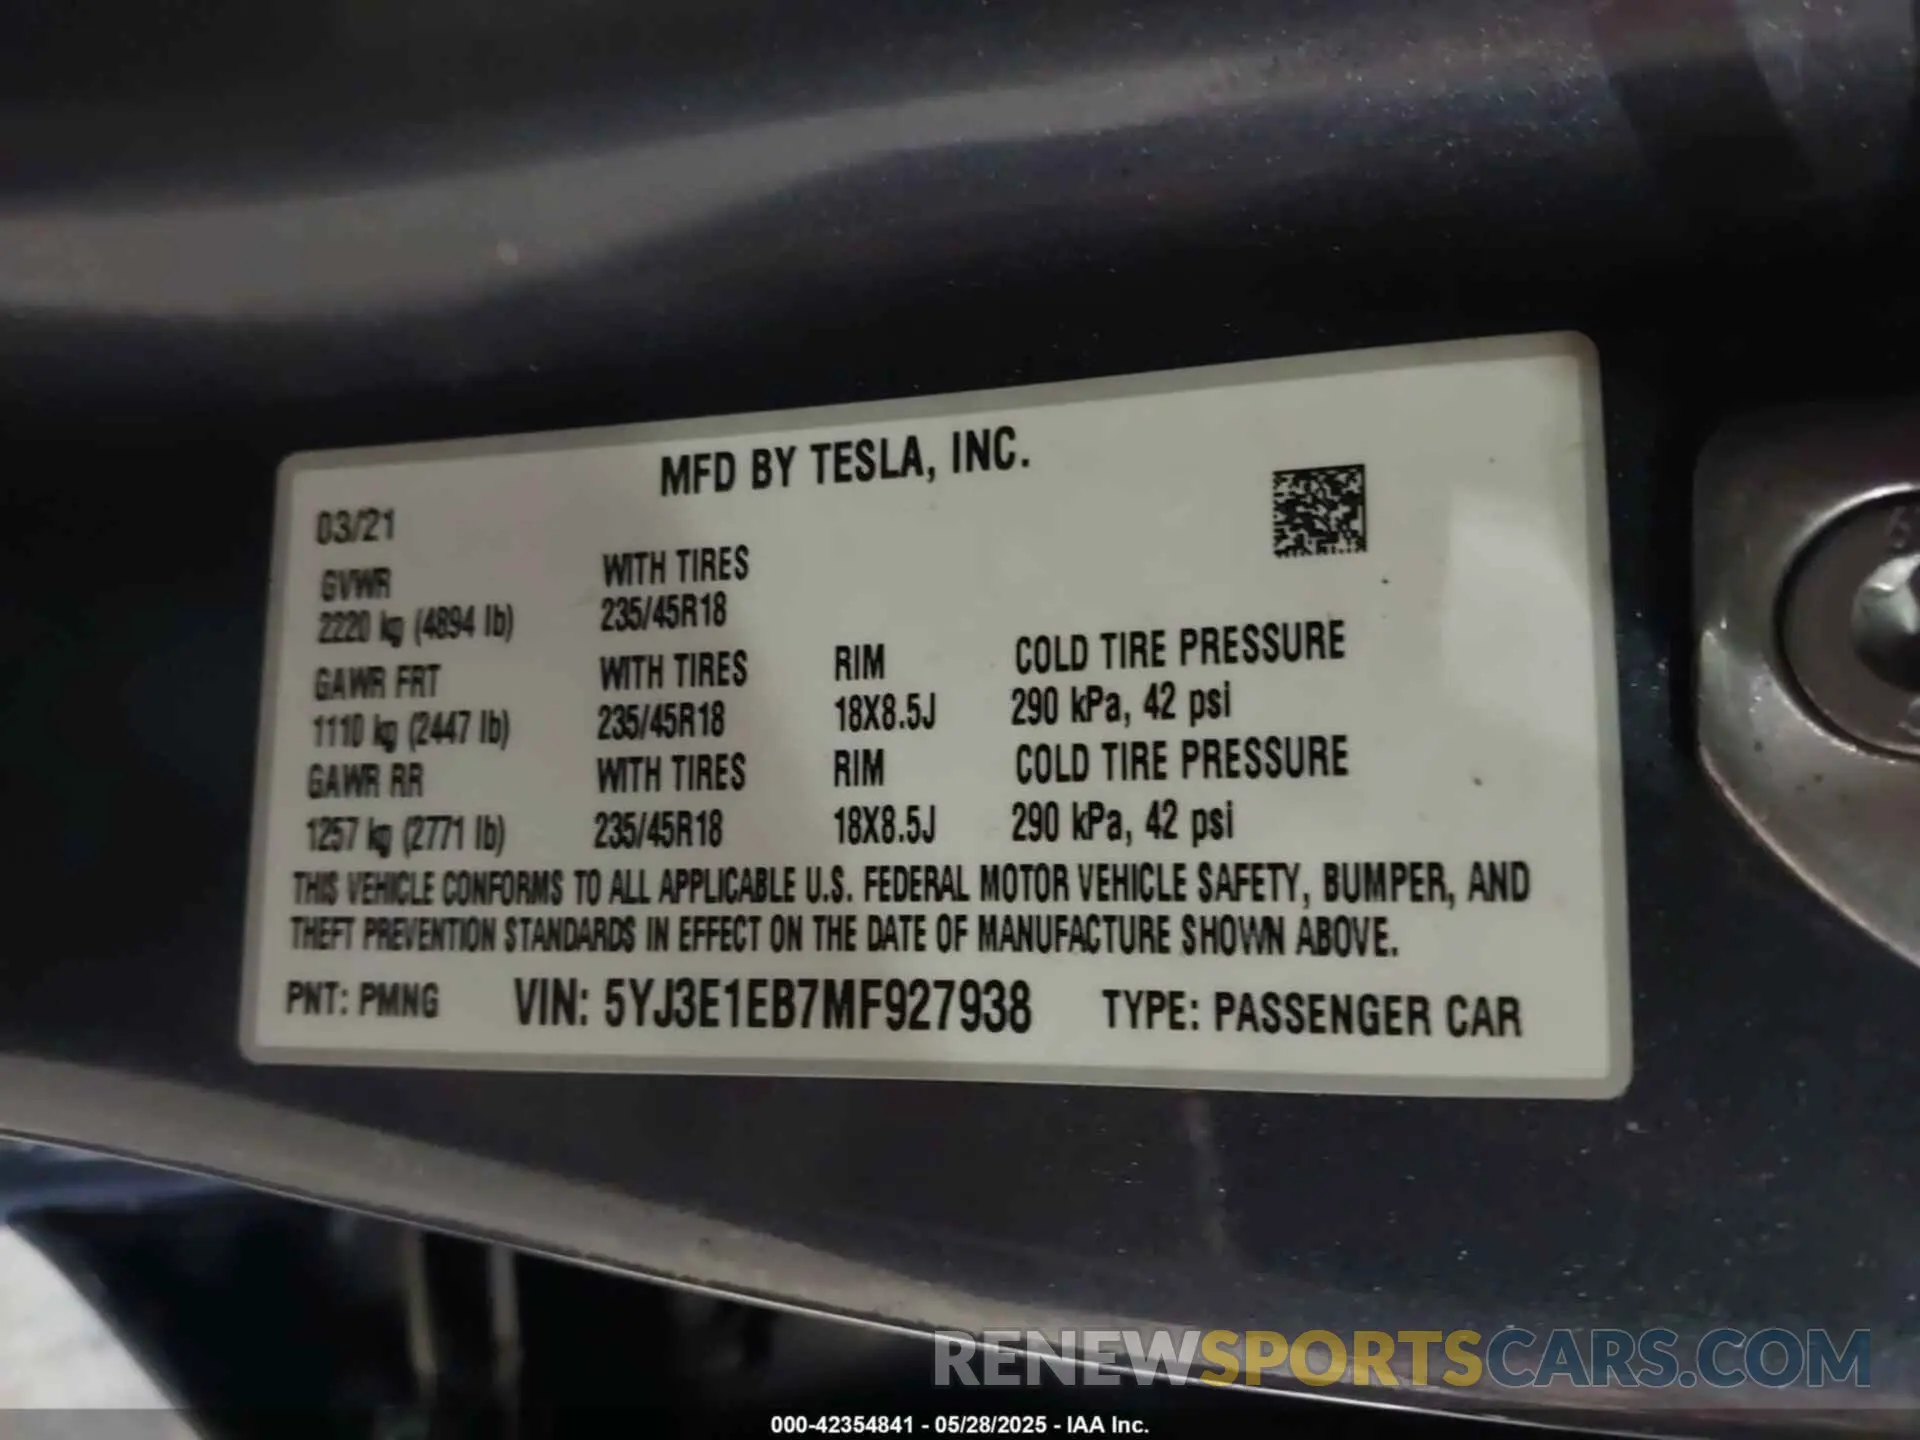 MFD BY TESLA, INC.
03/21
GVWR WITH TIRES
2220 kg (4894 lb) 235/45R18
GAWR FRT WITH TIRES RIM COLD TIRE PRESSURE
1110 kg (2447 lb) 235/45R18 18X8.5J 290 kPa, 42 psi
GAWR RR WITH TIRES RIM COLD TIRE PRESSURE
1257 kg (2771 lb) 235/45R18 18X8.5J 290 kPa, 42 psi
THIS VEHICLE CONFORMS TO ALL APPLICABLE U.S. FEDERAL MOTOR VEHICLE SAFETY, BUMPER, AND
THEFT PREVENTION STANDARDS IN EFFECT ON THE DATE OF MANUFACTURE SHOWN ABOVE.
PNT: PMNG VIN: 5YJ3E1EB7MF927938 TYPE: PASSENGER CAR
RENEWSPORTSCARS.COM
000-42354841 - 05/28/2025 - IAA Inc.